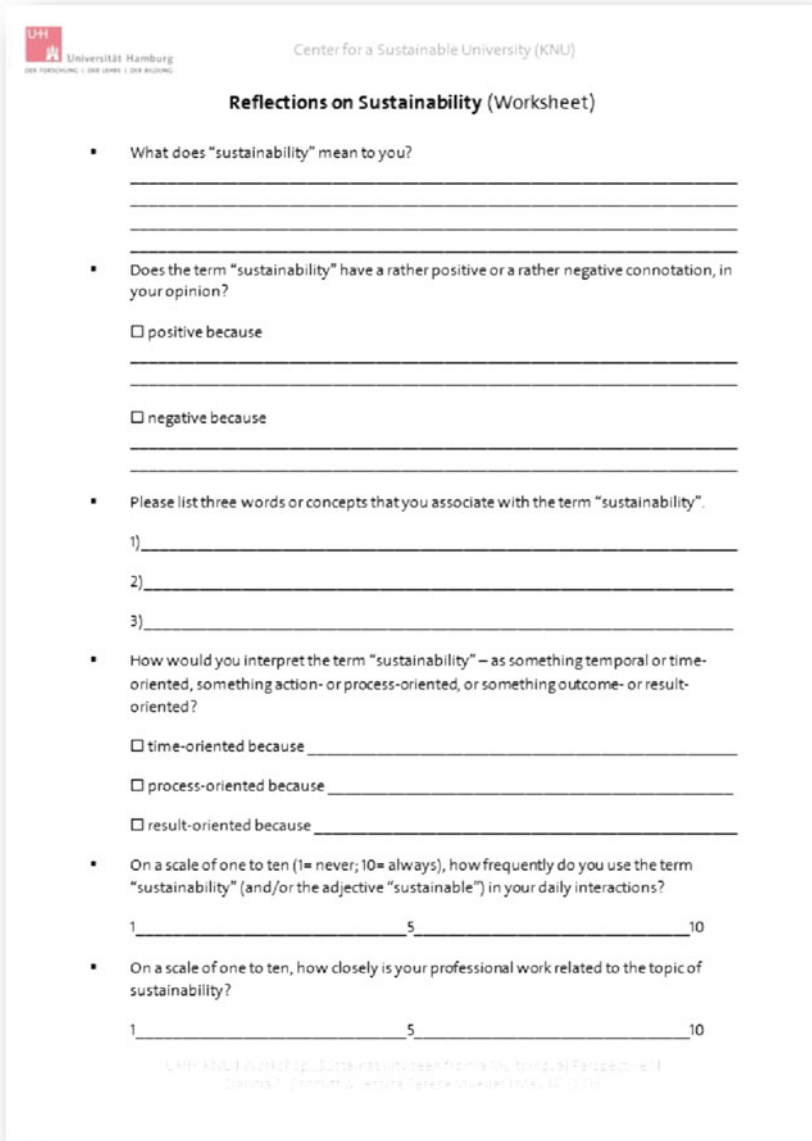 UHH
Universität Hamburg
DER FORSCHUNG | DER LEHRE | DER BILDUNG
Center for a Sustainable University (KNU)
Reflections on Sustainability (Worksheet)
▪ What does “sustainability” mean to you?
▪ Does the term “sustainability” have a rather positive or a rather negative connotation, in
your opinion?
☐ positive because
☐ negative because
▪ Please list three words or concepts that you associate with the term “sustainability”.
1)
2)
3)
▪ How would you interpret the term “sustainability” – as something temporal or time-
oriented, something action- or process-oriented, or something outcome- or result-
oriented?
☐ time-oriented because
☐ process-oriented because
☐ result-oriented because
▪ On a scale of one to ten (1= never; 10= always), how frequently do you use the term
“sustainability” (and/or the adjective “sustainable”) in your daily interactions?
1 5 10
▪ On a scale of one to ten, how closely is your professional work related to the topic of
sustainability?
1 5 10
Workshop Sustainability seen from a Multilingual Perspective